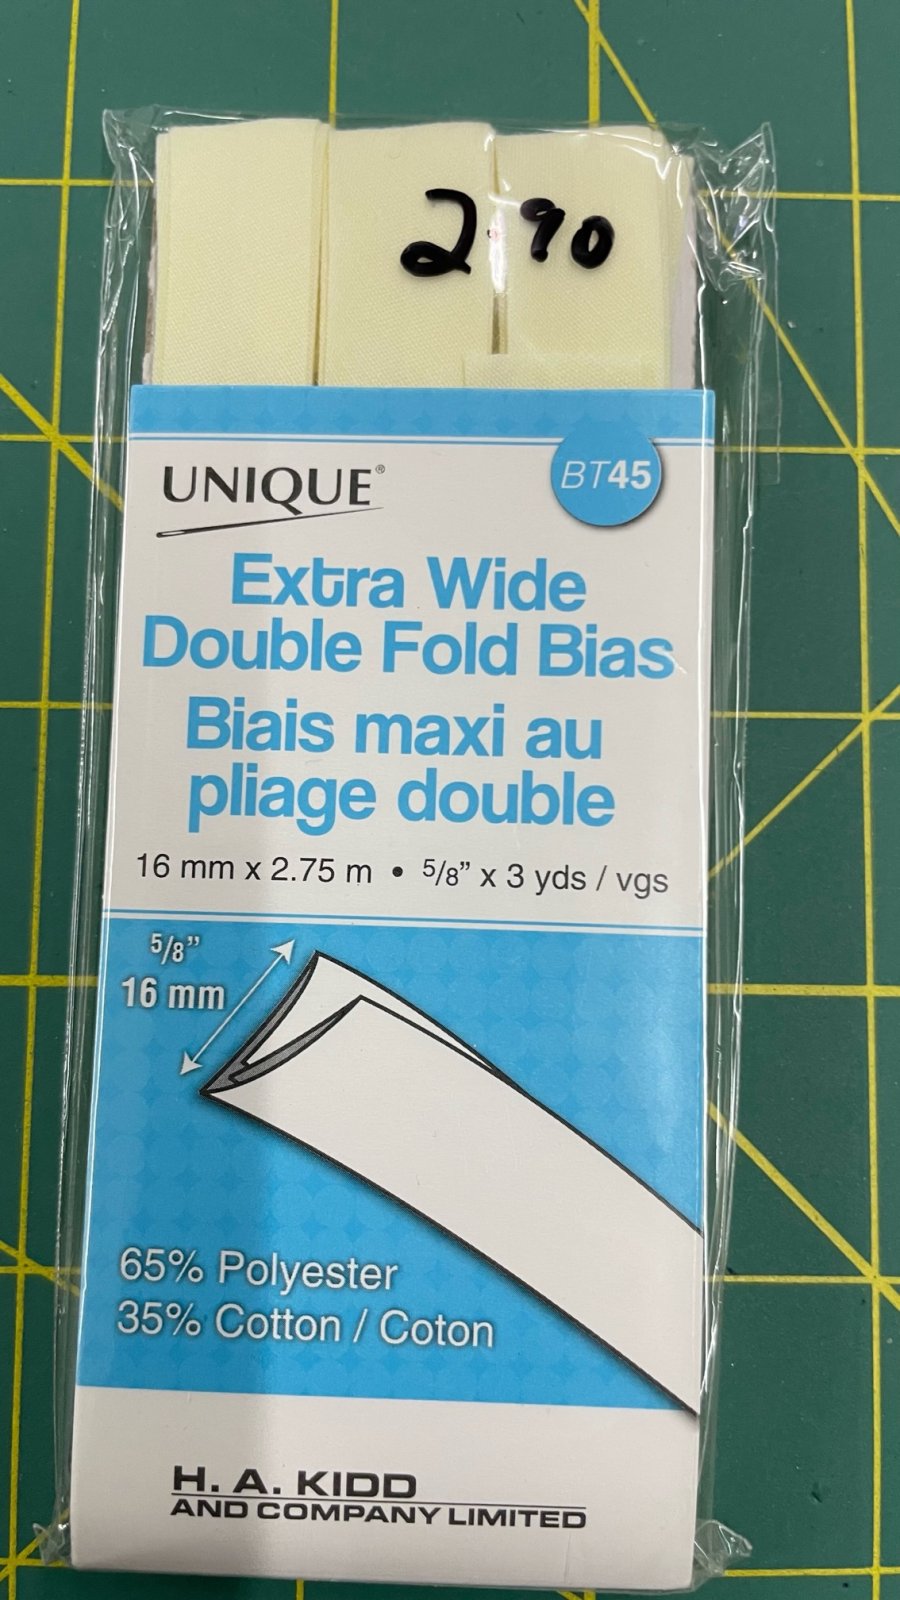 2.90
UNIQUE®
BT45
Extra Wide
Double Fold Bias
Biais maxi au
pliage double
16 mm x 2.75 m • 5/8” x 3 yds / vgs
5/8”
16 mm
65% Polyester
35% Cotton / Coton
H. A. KIDD
AND COMPANY LIMITED